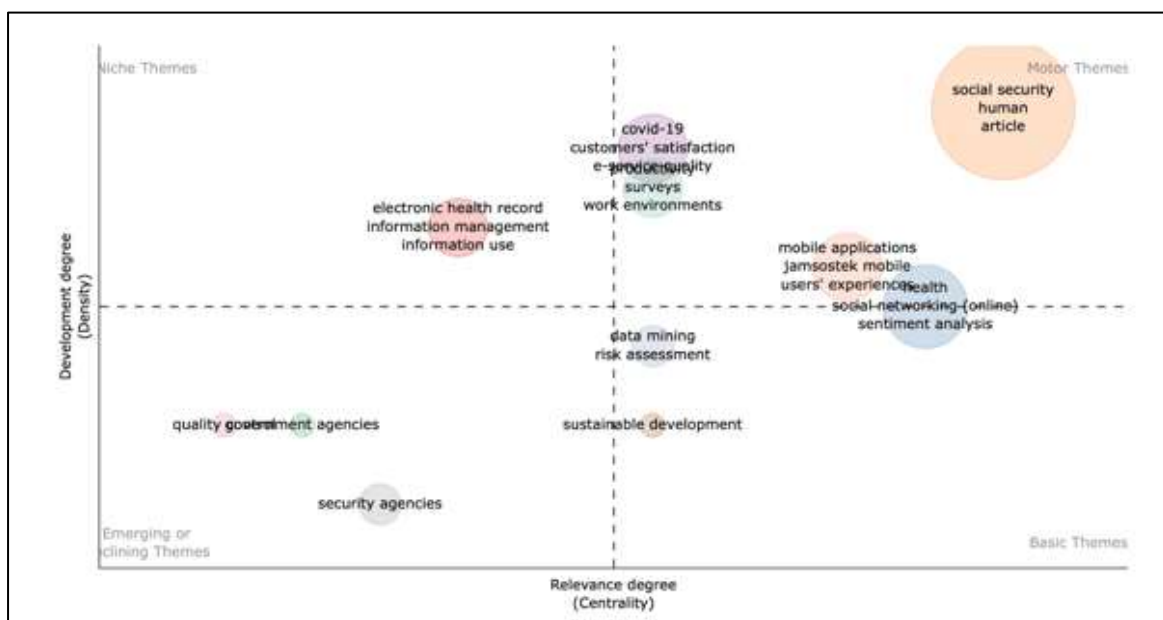 Niche Themes
Motor Themes
social security
human
article
covid-19
customers' satisfaction
e-service quality
productivity
surveys
work environments
electronic health record
information management
information use
mobile applications
jamsostek mobile
users' experiences
health
social networking (online)
sentiment analysis
data mining
risk assessment
quality control
government agencies
sustainable development
security agencies
Emerging or
clining Themes
Basic Themes
Development degree
(Density)
Relevance degree
(Centrality)